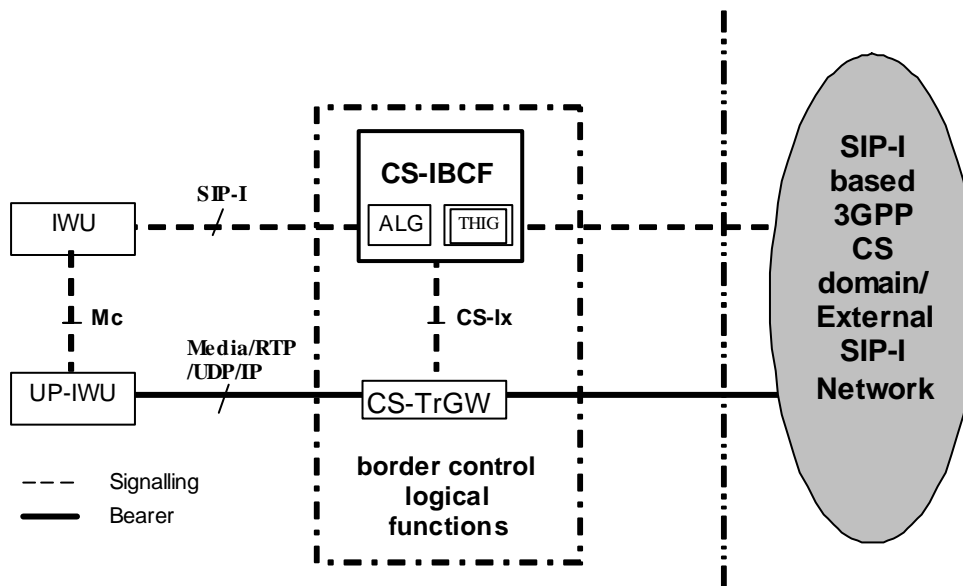 CS-IBCF
ALG
THIG
SIP-I
IWU
Mc
CS-Ix
Media/RTP
/UDP/IP
UP-IWU
CS-TrGW
border control
logical
functions
Signalling
Bearer
SIP-I
based
3GPP
CS
domain/
External
SIP-I
Network